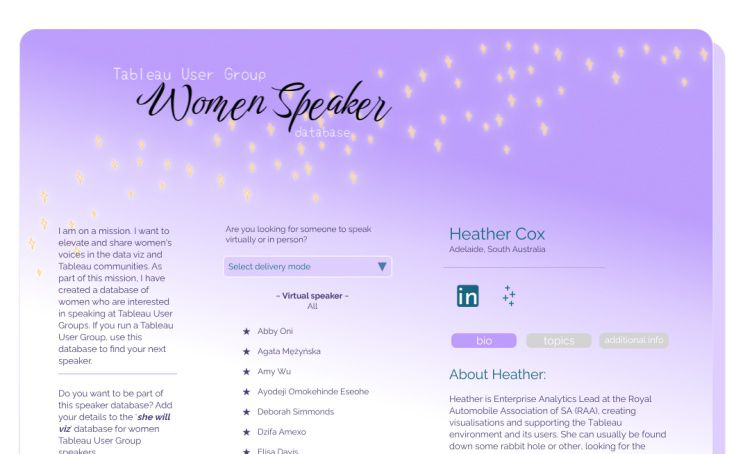 Tableau User Group
Women Speaker
database
I am on a mission. I want to
elevate and share women's
voices in the data viz and
Tableau communities. As
part of this mission, I have
created a database of
women who are interested
in speaking at Tableau User
Groups. If you run a Tableau
User Group, use this
database to find your next
speaker.
Do you want to be part of
this speaker database? Add
your details to the 'she will
viz' database for women
Tableau User Group
speakers
Are you looking for someone to speak
virtually or in person?
Select delivery mode
~ Virtual speaker ~
All
Abby Oni
Agata Mężyńska
Amy Wu
Ayodeji Omokehinde Eseohe
Deborah Simmonds
Dzifa Amexo
Elisa Davis
Heather Cox
Adelaide, South Australia
in
bio
topics
additional info
About Heather:
Heather is Enterprise Analytics Lead at the Royal
Automobile Association of SA (RAA), creating
visualisations and supporting the Tableau
environment and its users. She can usually be found
down some rabbit hole or other, looking for the